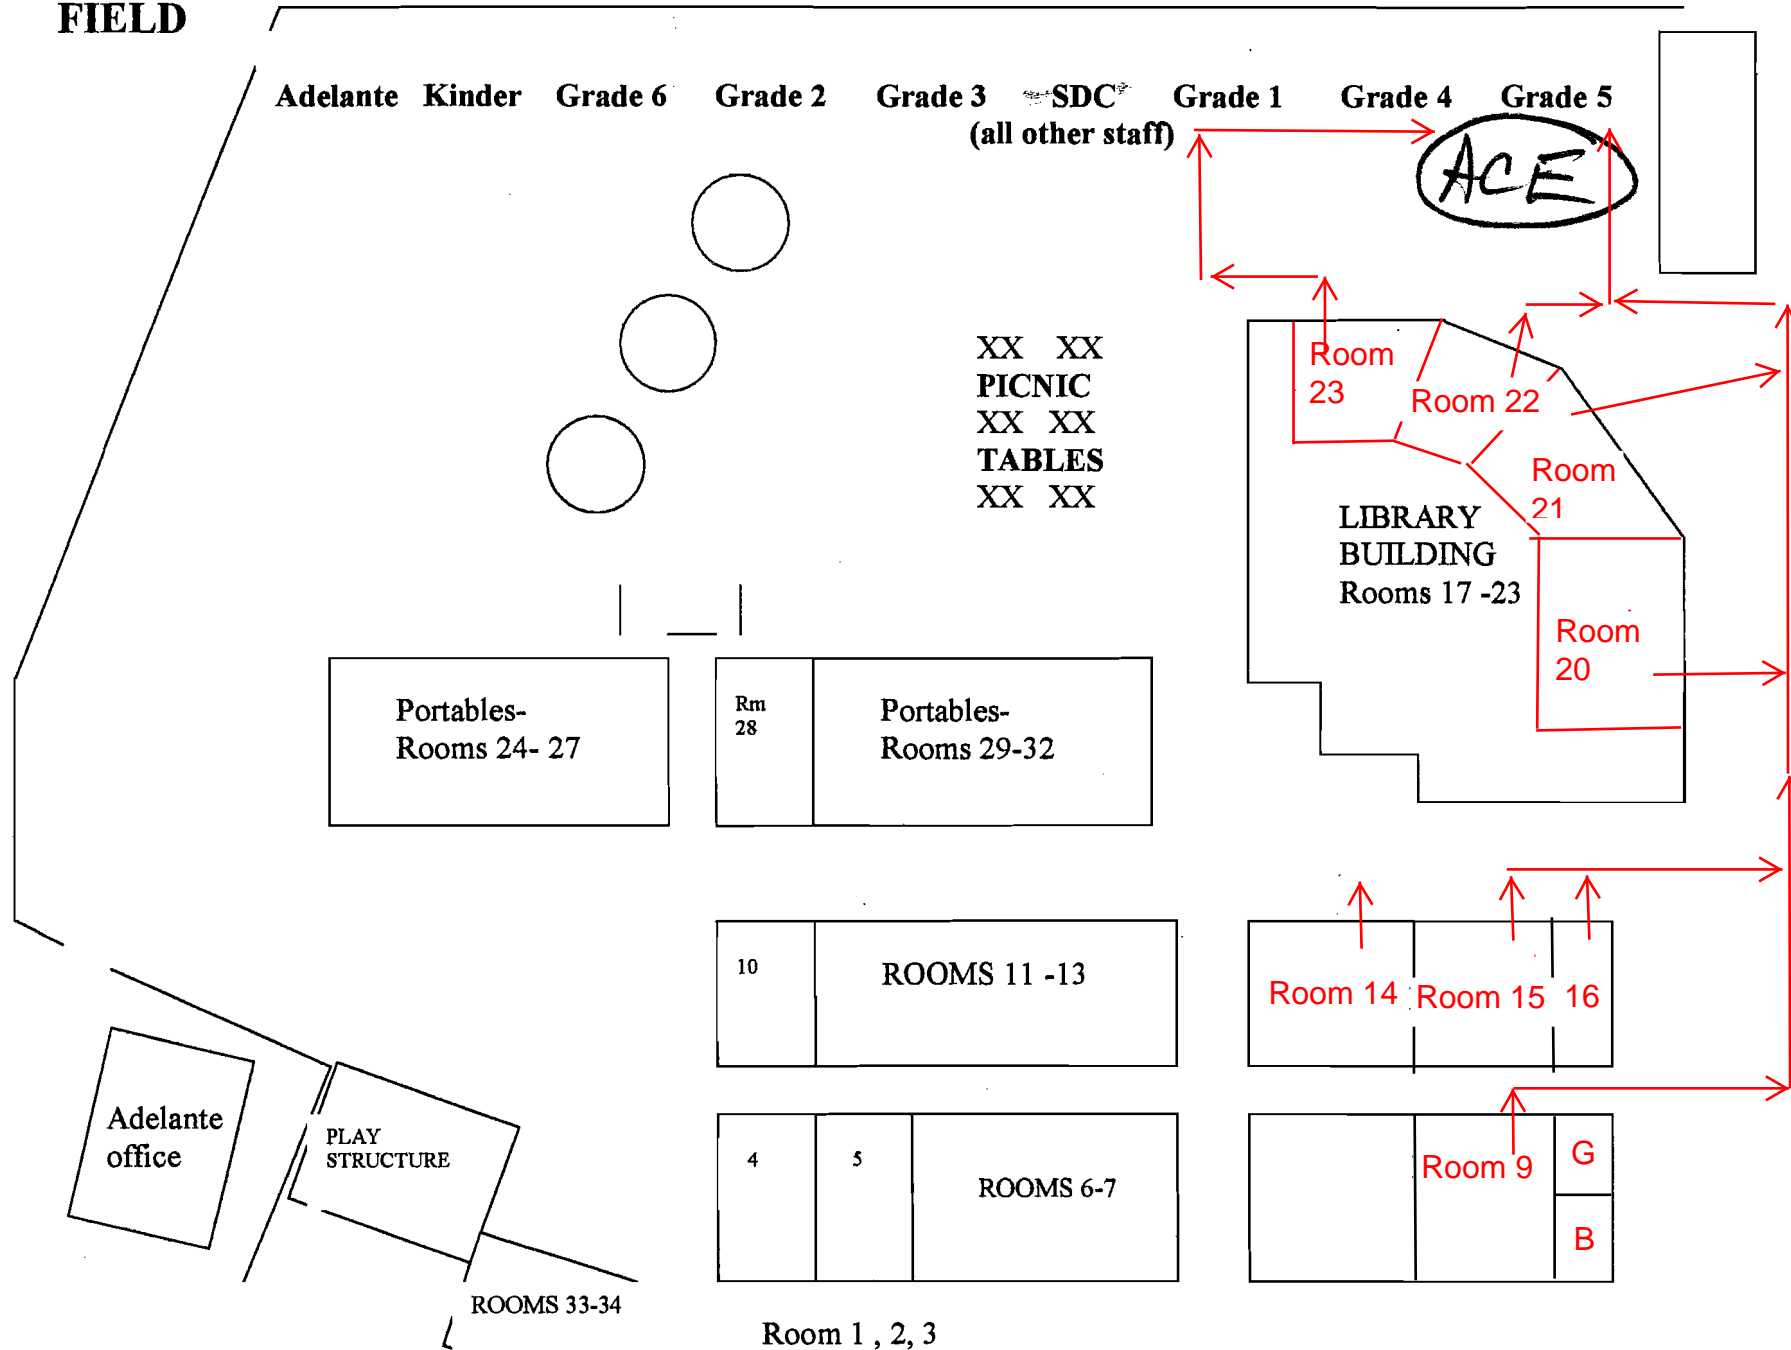 FIELD
Adelante Kinder Grade 6 Grade 2 Grade 3 SDC Grade 1 Grade 4 Grade 5
(all other staff)
ACE
XX XX
PICNIC
XX XX
TABLES
XX XX
Room
23
Room 22
Room
21
LIBRARY
BUILDING
Rooms 17 -23
Room
20
Portables-
Rooms 24- 27
Rm
28
Portables-
Rooms 29-32
10
ROOMS 11 -13
Room 14
Room 15
16
Adelante
office
PLAY
STRUCTURE
4
5
ROOMS 6-7
Room 9
G
B
ROOMS 33-34
Room 1 , 2, 3